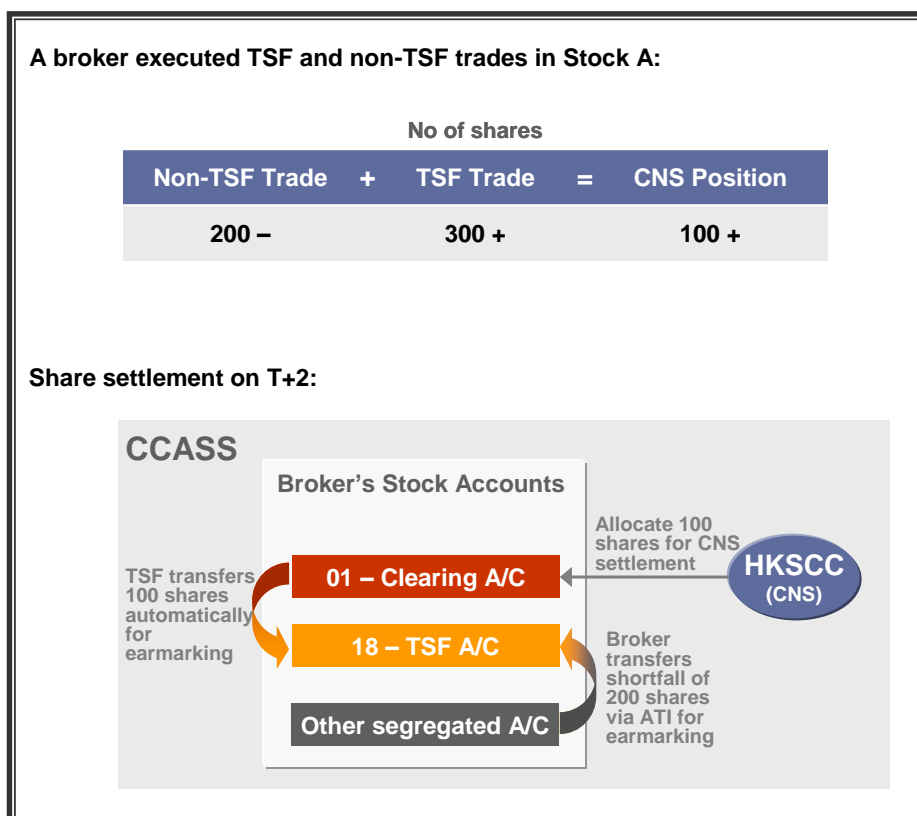 A broker executed TSF and non-TSF trades in Stock A:
No of shares
Non-TSF Trade + TSF Trade = CNS Position
200 – 300 + 100 +
Share settlement on T+2:
CCASS
Broker's Stock Accounts
Allocate 100
shares for CNS
settlement
HKSCC
(CNS)
01 – Clearing A/C
TSF transfers
100 shares
automatically
for
earmarking
18 – TSF A/C
Broker
transfers
shortfall of
200 shares
via ATI for
earmarking
Other segregated A/C